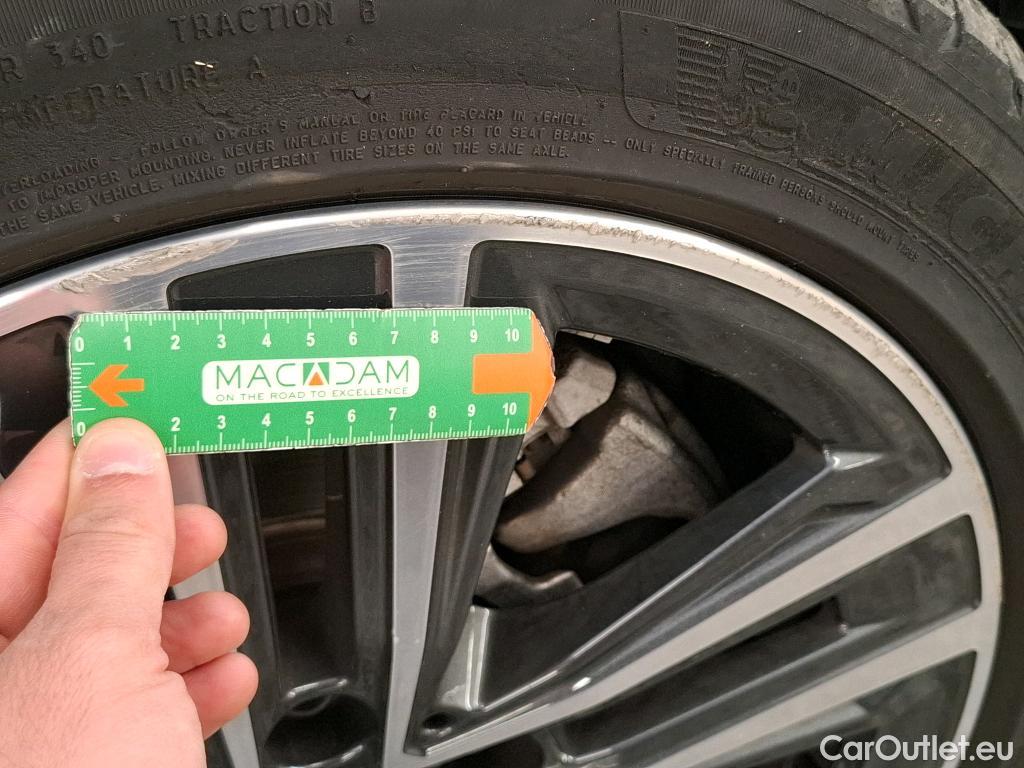 R 340 TRACTION B
TEMPERATURE A
OVERLOADING - FOLLOW OWNER'S MANUAL OR TIRE PLACARD IN VEHICLE.
TO IMPROPER MOUNTING. NEVER INFLATE BEYOND 40 PSI TO SEAT BEADS -- ONLY SPECIALLY TRAINED PERSONS SHOULD MOUNT TIRES
THE SAME VEHICLE. MIXING DIFFERENT TIRE SIZES ON THE SAME AXLE.
0 1 2 3 4 5 6 7 8 9 10
MACADAM
ON THE ROAD TO EXCELLENCE
0 2 3 4 5 6 7 8 9 10
CarOutlet.eu